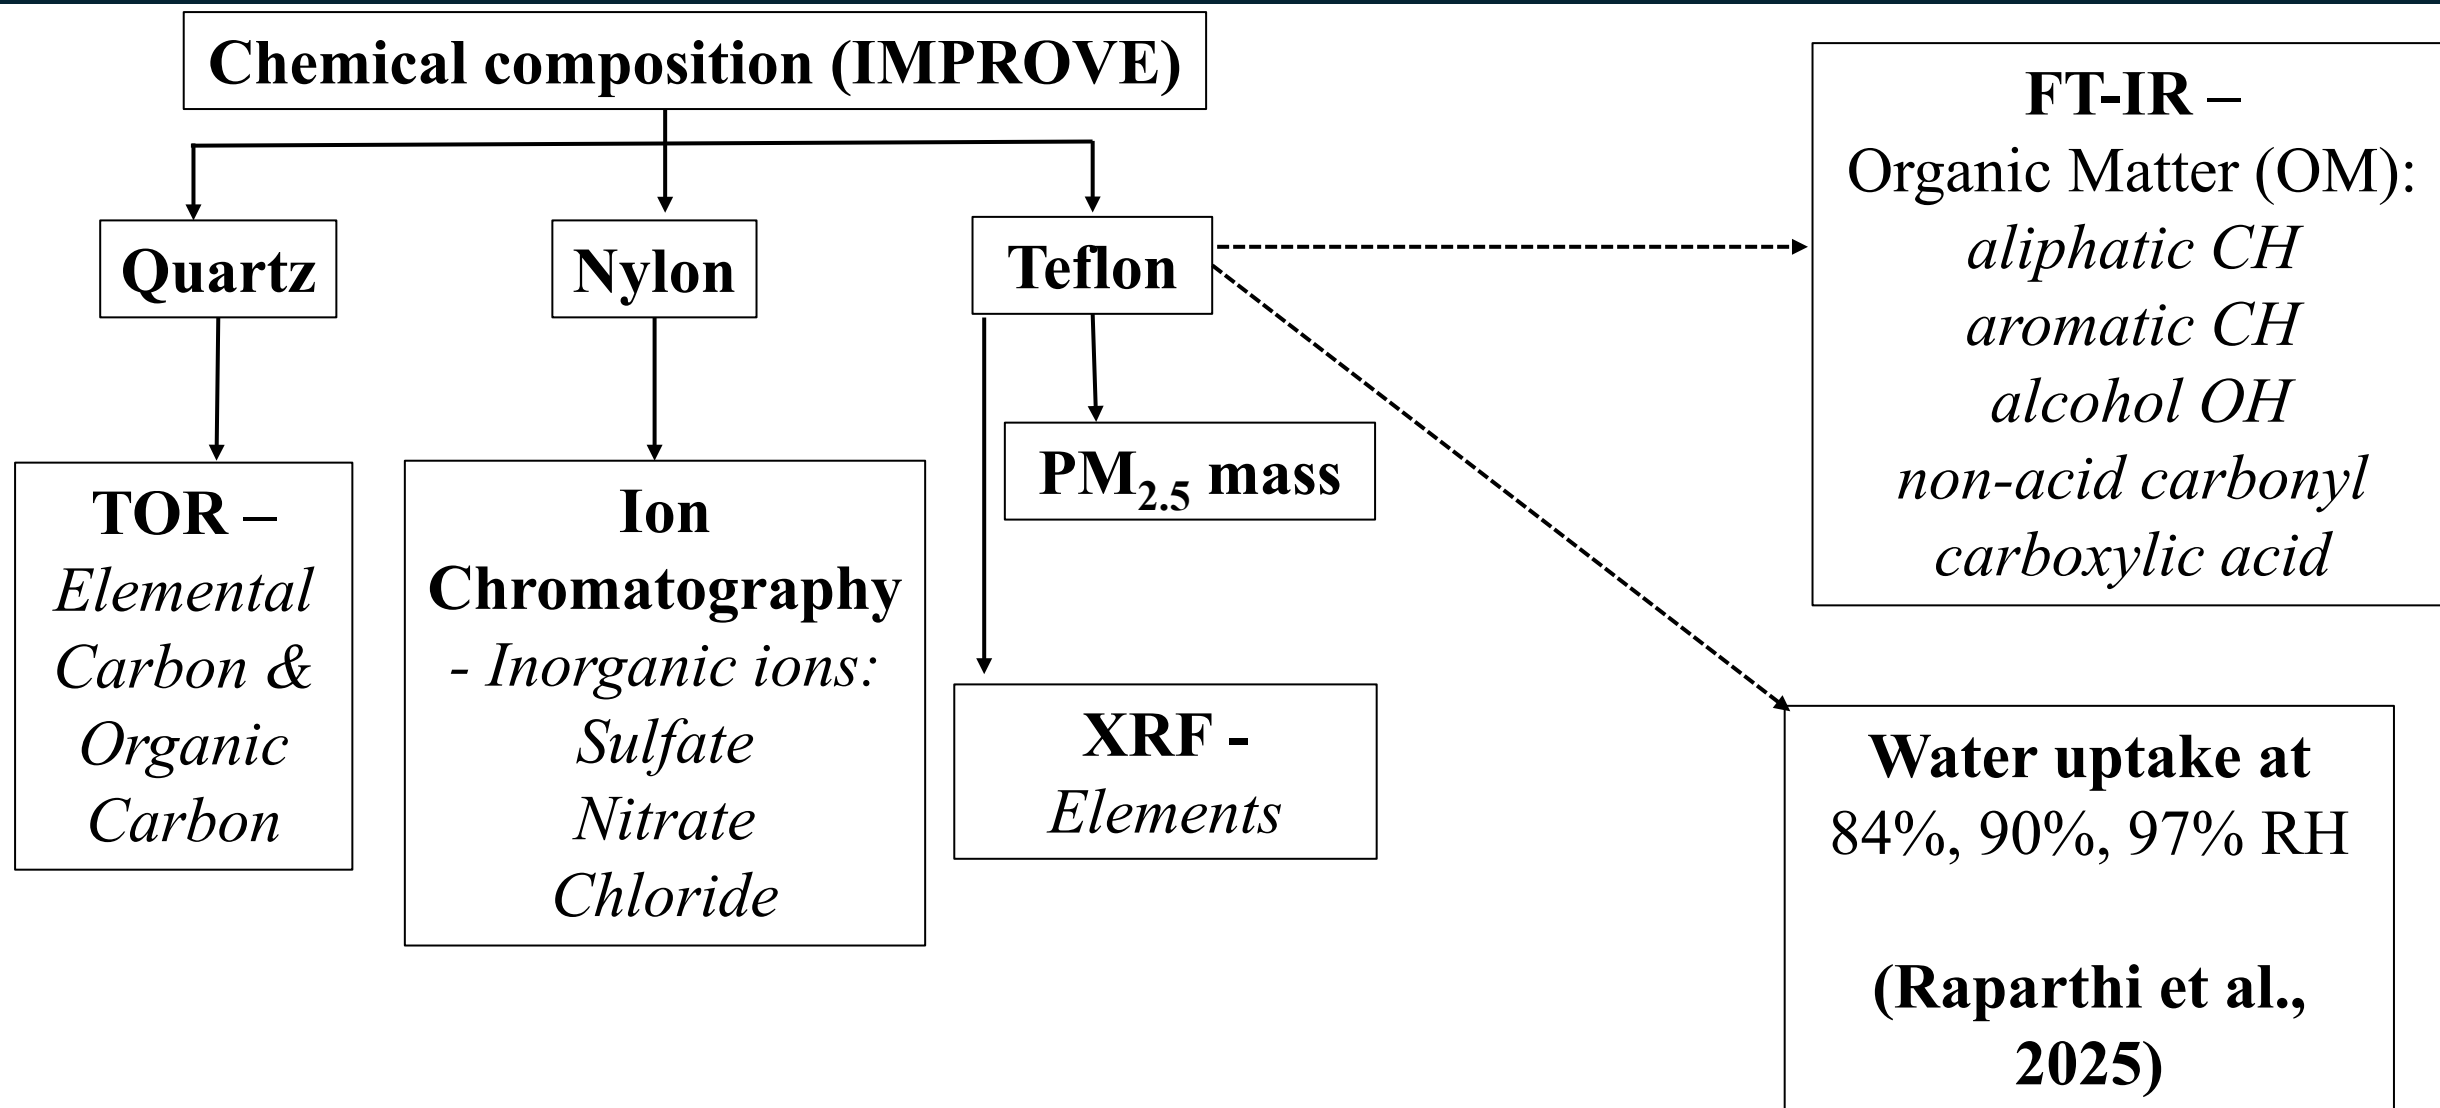 Chemical composition (IMPROVE)
Quartz
Nylon
Teflon
TOR –
Elemental
Carbon &
Organic
Carbon
Ion
Chromatography
- Inorganic ions:
Sulfate
Nitrate
Chloride
PM2.5 mass
XRF -
Elements
FT-IR –
Organic Matter (OM):
aliphatic CH
aromatic CH
alcohol OH
non-acid carbonyl
carboxylic acid
Water uptake at
84%, 90%, 97% RH
(Raparthi et al.,
2025)